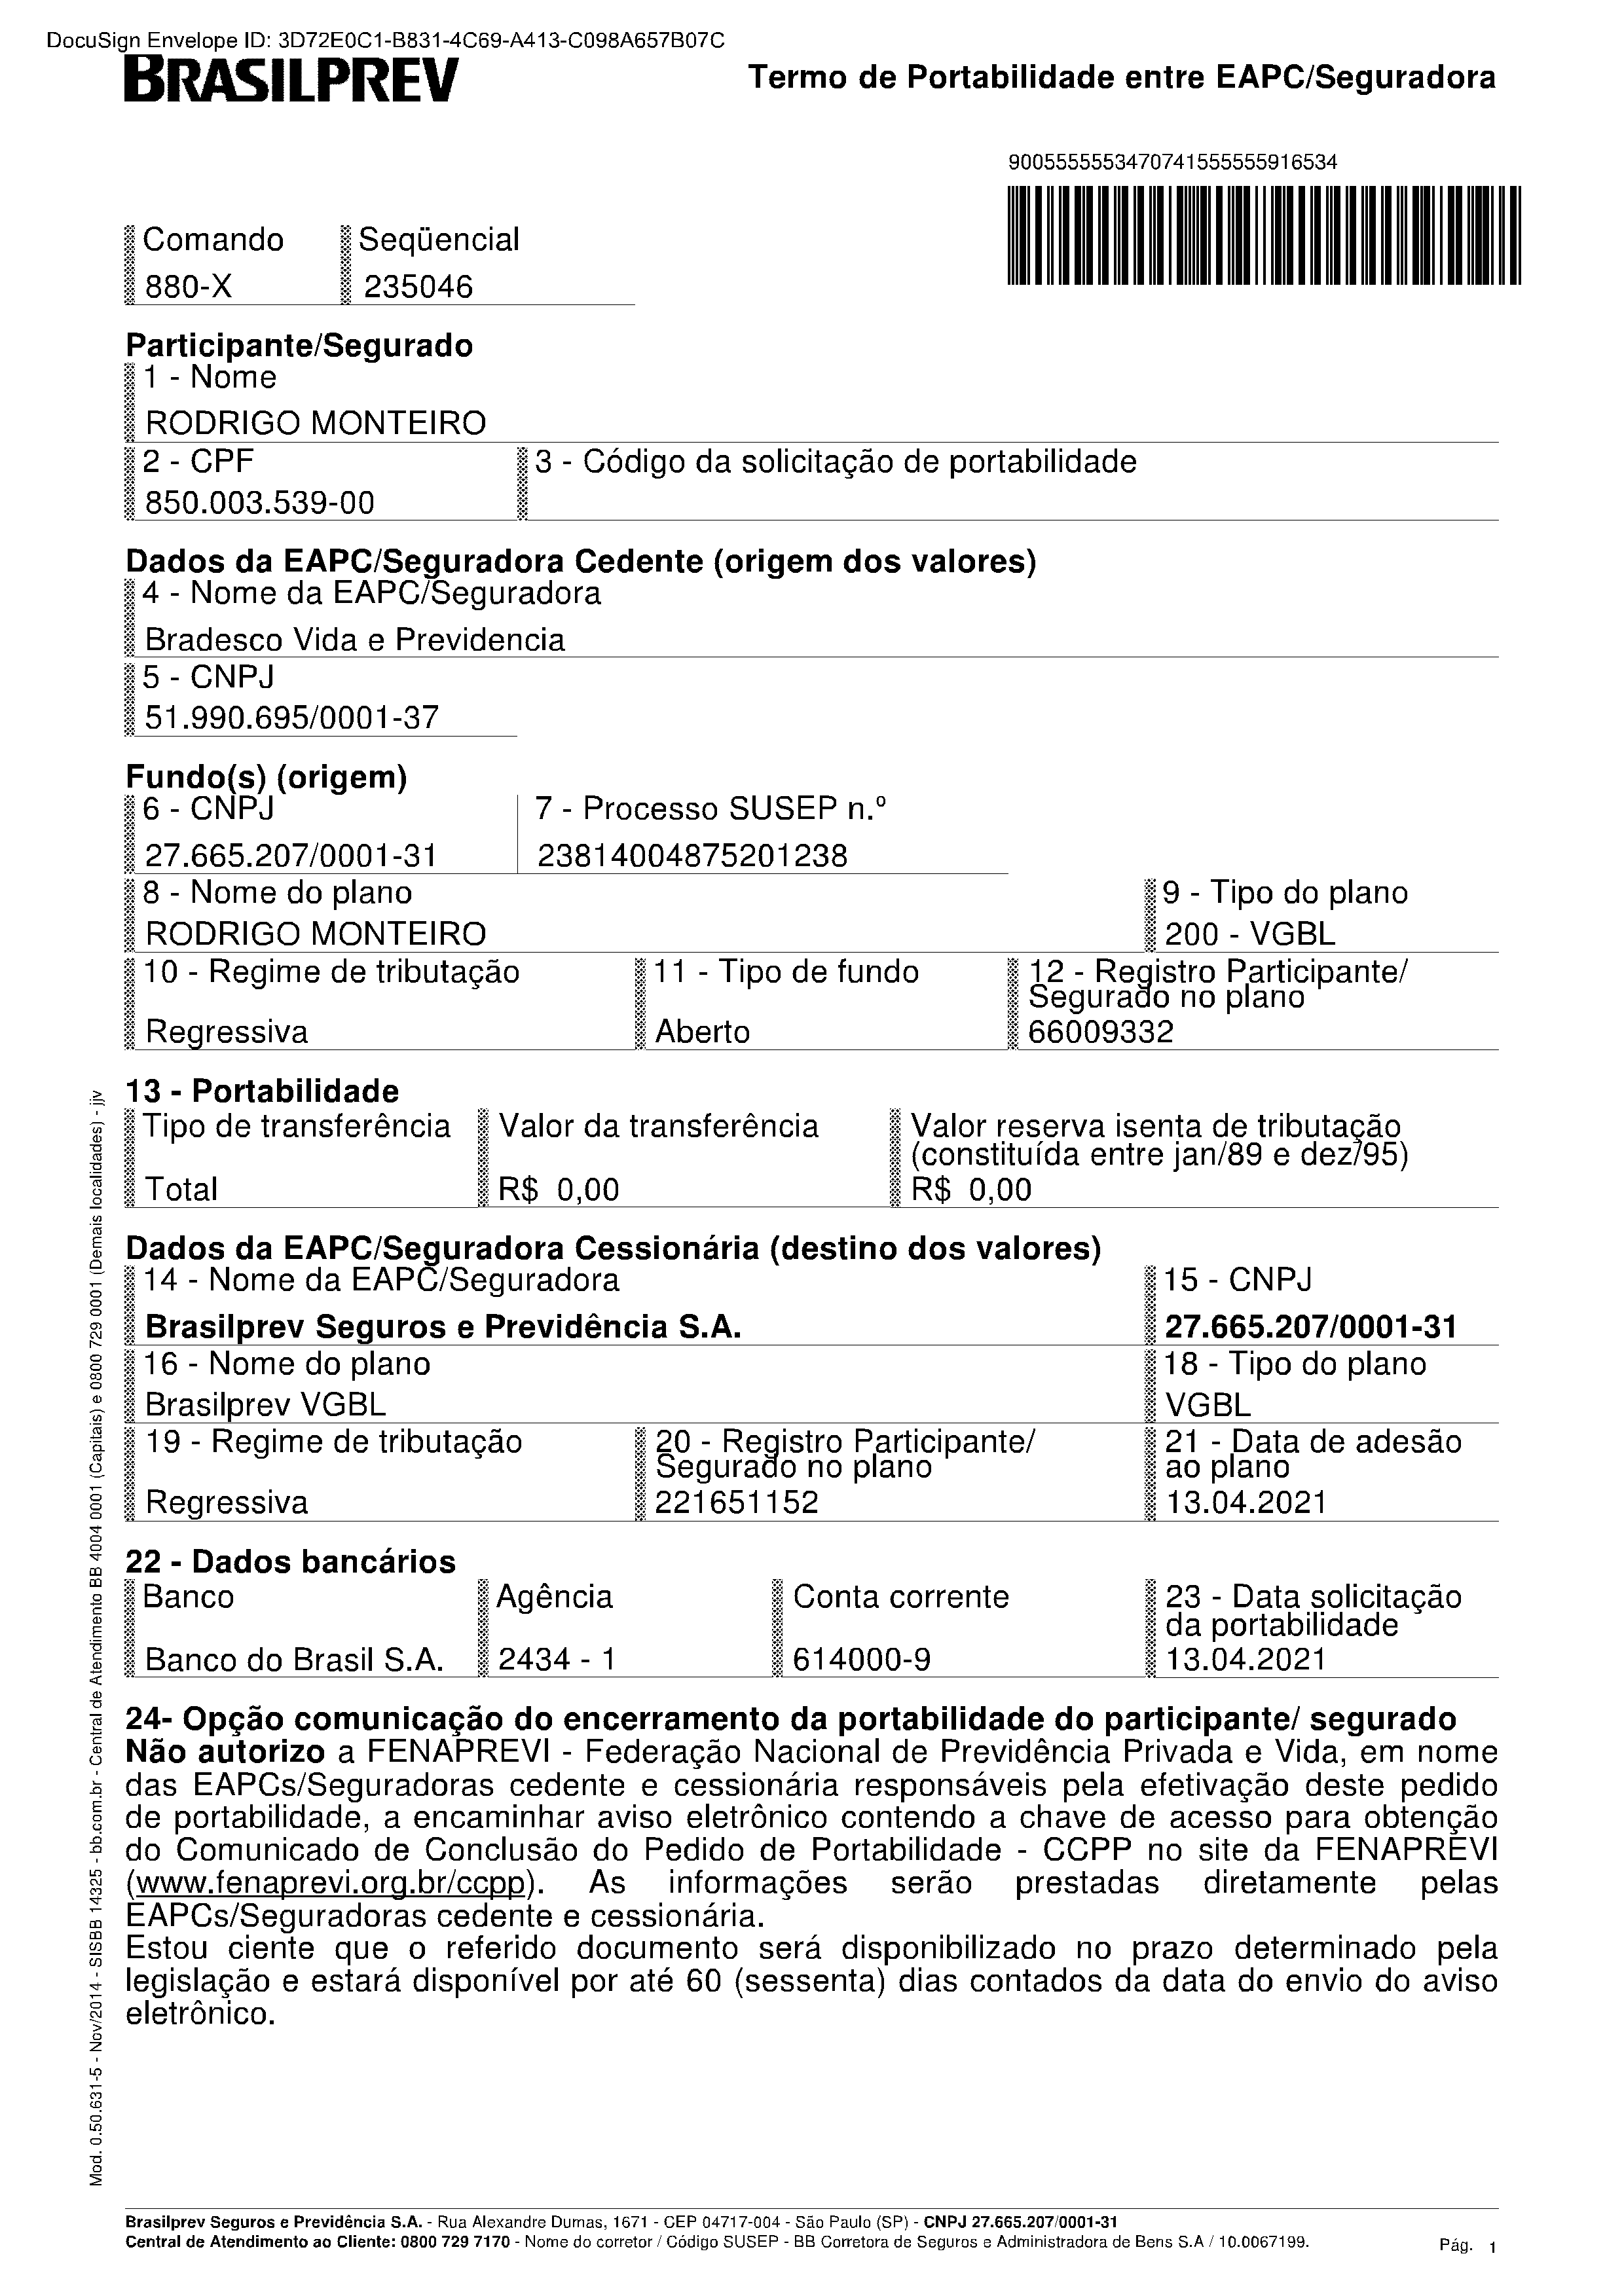 DocuSign Envelope ID: 3D72E0C1-B831-4C69-A413-C098A657B07C
BRASILPREV
Termo de Portabilidade entre EAPC/Seguradora
9005555553470741555555916534
Comando Seqüencial
880-X 235046
Participante/Segurado
1 - Nome
RODRIGO MONTEIRO
2 - CPF 3 - Código da solicitação de portabilidade
850.003.539-00
Dados da EAPC/Seguradora Cedente (origem dos valores)
4 - Nome da EAPC/Seguradora
Bradesco Vida e Previdencia
5 - CNPJ
51.990.695/0001-37
Fundo(s) (origem)
6 - CNPJ 7 - Processo SUSEP n.º
27.665.207/0001-31 23814004875201238
8 - Nome do plano 9 - Tipo do plano
RODRIGO MONTEIRO 200 - VGBL
10 - Regime de tributação 11 - Tipo de fundo 12 - Registro Participante/
Segurado no plano
Regressiva Aberto 66009332
13 - Portabilidade
Tipo de transferência Valor da transferência Valor reserva isenta de tributação
(constituída entre jan/89 e dez/95)
Total R$ 0,00 R$ 0,00
Dados da EAPC/Seguradora Cessionária (destino dos valores)
14 - Nome da EAPC/Seguradora 15 - CNPJ
Brasilprev Seguros e Previdência S.A. 27.665.207/0001-31
16 - Nome do plano 18 - Tipo do plano
Brasilprev VGBL VGBL
19 - Regime de tributação 20 - Registro Participante/ 21 - Data de adesão
Segurado no plano ao plano
Regressiva 221651152 13.04.2021
22 - Dados bancários
Banco Agência Conta corrente 23 - Data solicitação
da portabilidade
Banco do Brasil S.A. 2434 - 1 614000-9 13.04.2021
24- Opção comunicação do encerramento da portabilidade do participante/ segurado
Não autorizo a FENAPREVI - Federação Nacional de Previdência Privada e Vida, em nome
das EAPCs/Seguradoras cedente e cessionária responsáveis pela efetivação deste pedido
de portabilidade, a encaminhar aviso eletrônico contendo a chave de acesso para obtenção
do Comunicado de Conclusão do Pedido de Portabilidade - CCPP no site da FENAPREVI
(www.fenaprevi.org.br/ccpp). As informações serão prestadas diretamente pelas
EAPCs/Seguradoras cedente e cessionária.
Estou ciente que o referido documento será disponibilizado no prazo determinado pela
legislação e estará disponível por até 60 (sessenta) dias contados da data do envio do aviso
eletrônico.
Mod. 0.50.631-5 - Nov/2014 - SISBB 14325 - bb.com.br - Central de Atendimento BB 4004 0001 (Capitais) e 0800 729 0001 (Demais localidades) - jjv
Brasilprev Seguros e Previdência S.A. - Rua Alexandre Dumas, 1671 - CEP 04717-004 - São Paulo (SP) - CNPJ 27.665.207/0001-31
Central de Atendimento ao Cliente: 0800 729 7170 - Nome do corretor / Código SUSEP - BB Corretora de Seguros e Administradora de Bens S.A / 10.0067199.
Pág. 1